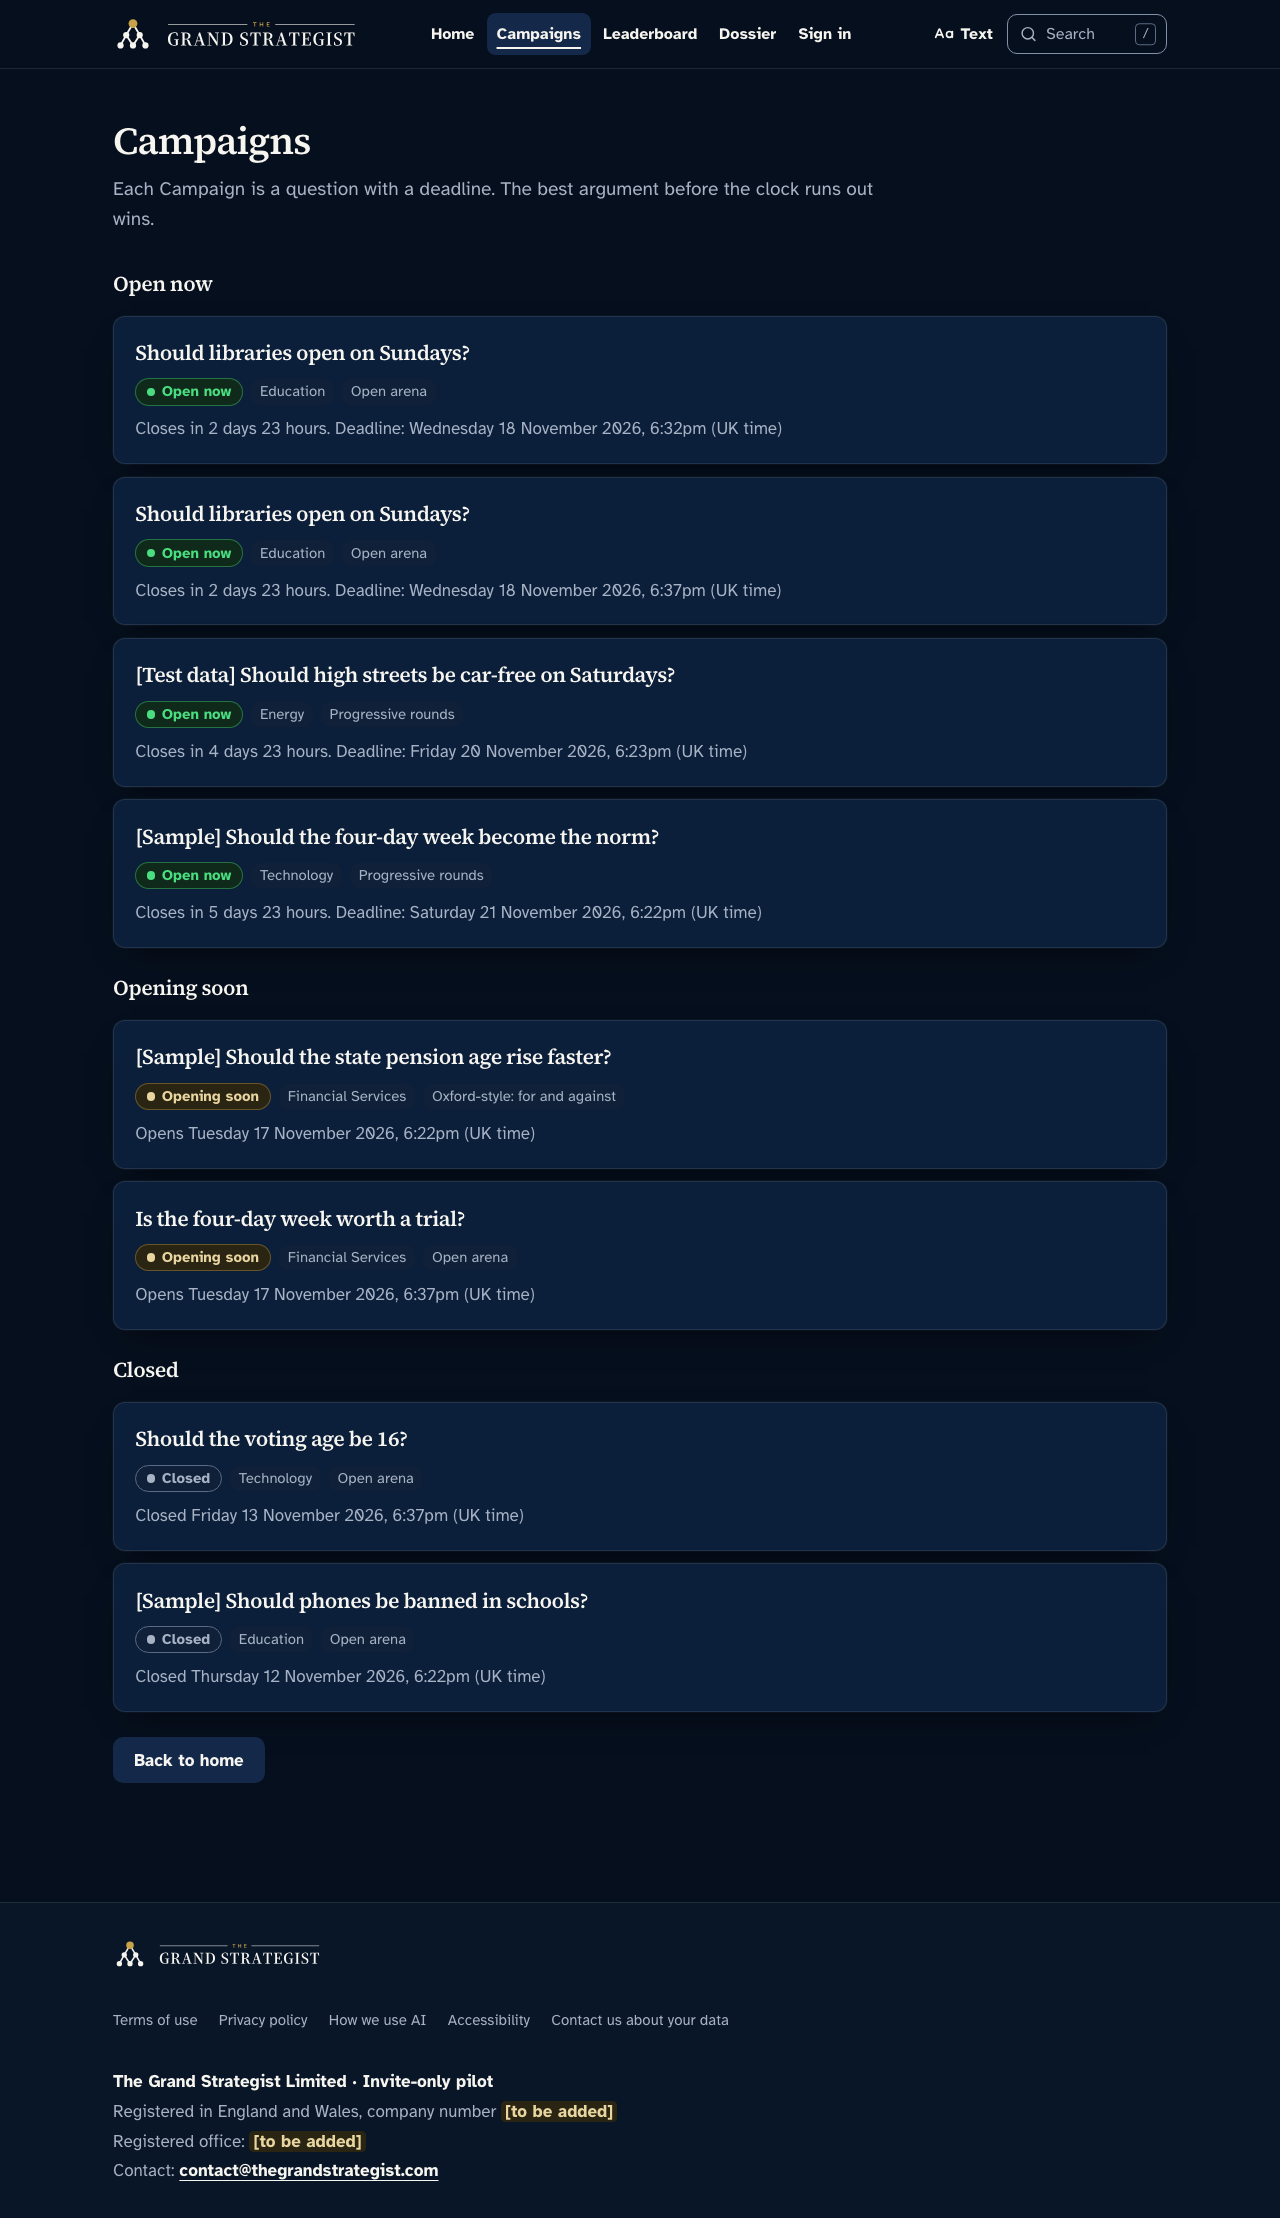 THE
GRAND STRATEGIST
Home Campaigns Leaderboard Dossier Sign in
Aa Text
Search /
Campaigns
Each Campaign is a question with a deadline. The best argument before the clock runs out
wins.
Open now
Should libraries open on Sundays?
Open now Education Open arena
Closes in 2 days 23 hours. Deadline: Wednesday 18 November 2026, 6:32pm (UK time)
Should libraries open on Sundays?
Open now Education Open arena
Closes in 2 days 23 hours. Deadline: Wednesday 18 November 2026, 6:37pm (UK time)
[Test data] Should high streets be car-free on Saturdays?
Open now Energy Progressive rounds
Closes in 4 days 23 hours. Deadline: Friday 20 November 2026, 6:23pm (UK time)
[Sample] Should the four-day week become the norm?
Open now Technology Progressive rounds
Closes in 5 days 23 hours. Deadline: Saturday 21 November 2026, 6:22pm (UK time)
Opening soon
[Sample] Should the state pension age rise faster?
Opening soon Financial Services Oxford-style: for and against
Opens Tuesday 17 November 2026, 6:22pm (UK time)
Is the four-day week worth a trial?
Opening soon Financial Services Open arena
Opens Tuesday 17 November 2026, 6:37pm (UK time)
Closed
Should the voting age be 16?
Closed Technology Open arena
Closed Friday 13 November 2026, 6:37pm (UK time)
[Sample] Should phones be banned in schools?
Closed Education Open arena
Closed Thursday 12 November 2026, 6:22pm (UK time)
Back to home
THE
GRAND STRATEGIST
Terms of use Privacy policy How we use AI Accessibility Contact us about your data
The Grand Strategist Limited · Invite-only pilot
Registered in England and Wales, company number [to be added]
Registered office: [to be added]
Contact: contact@thegrandstrategist.com